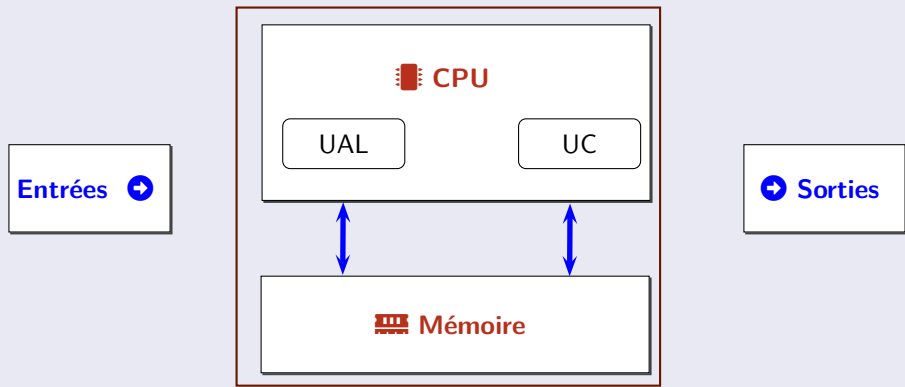 CPU
UAL
UC
Entrées
Sorties
Mémoire